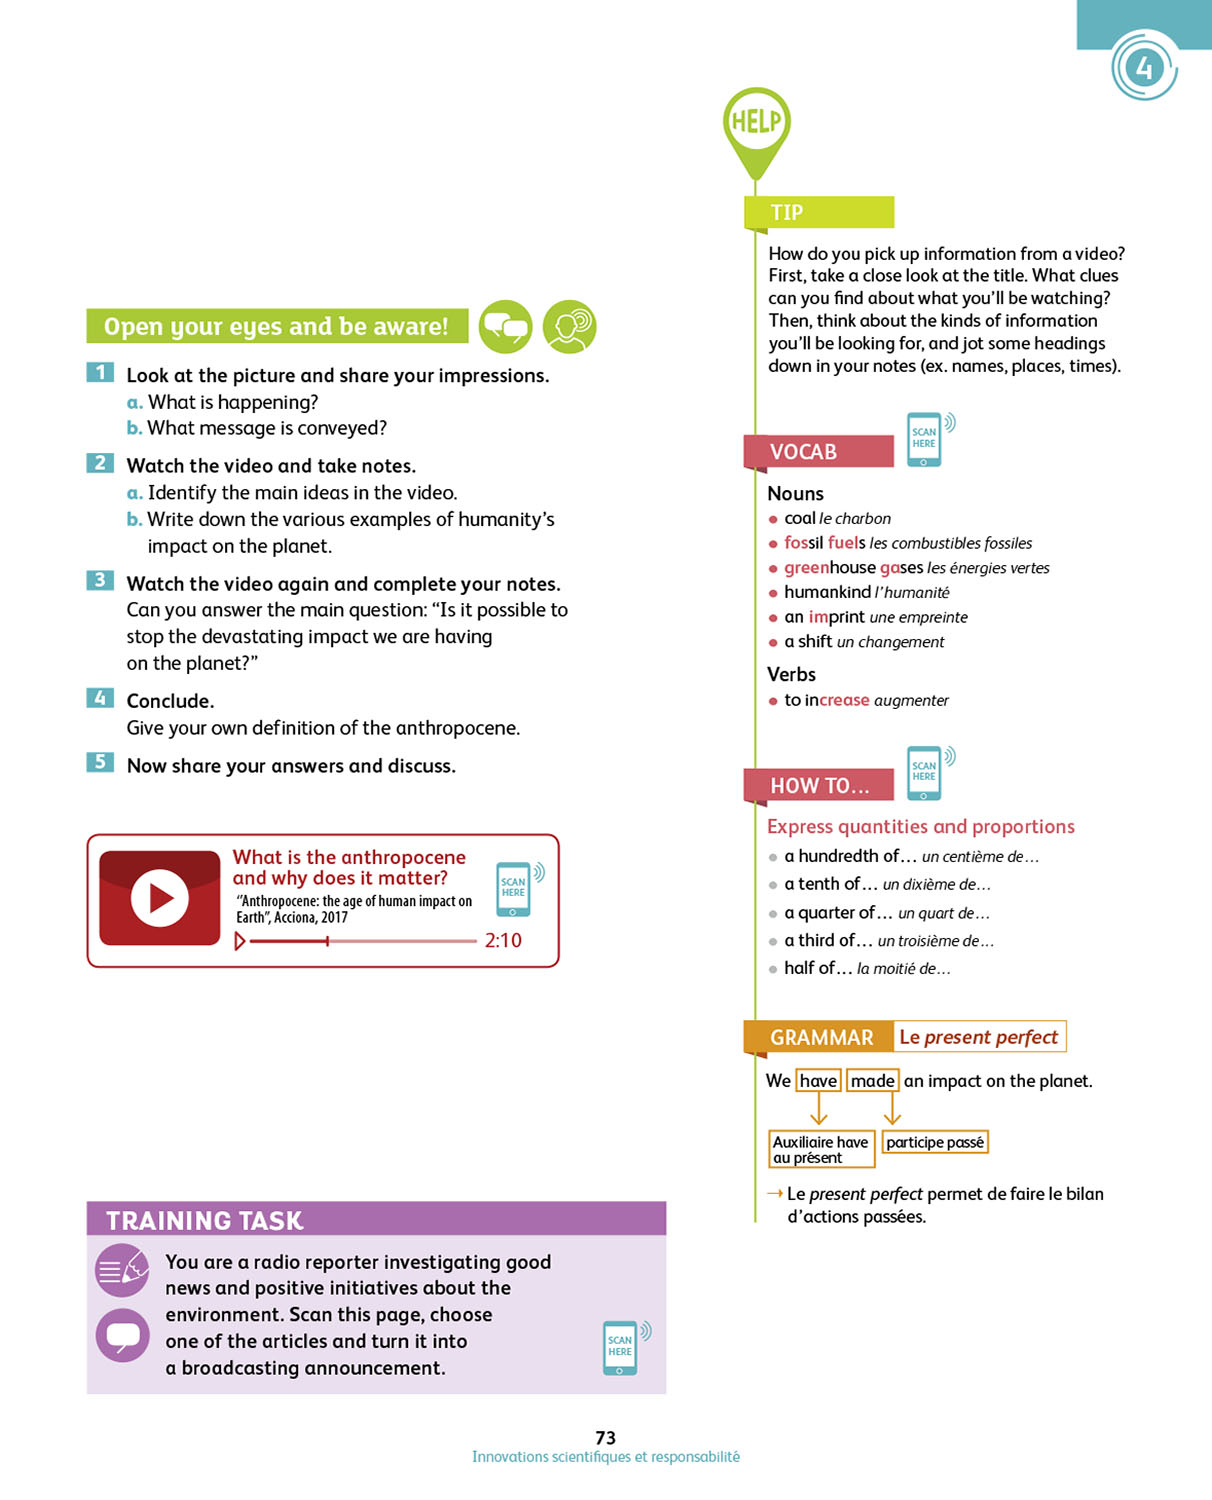 4
Open your eyes and be aware!
1 Look at the picture and share your impressions.
a. What is happening?
b. What message is conveyed?
2 Watch the video and take notes.
a. Identify the main ideas in the video.
b. Write down the various examples of humanity's
impact on the planet.
3 Watch the video again and complete your notes.
Can you answer the main question: “Is it possible to
stop the devastating impact we are having
on the planet?”
4 Conclude.
Give your own definition of the anthropocene.
5 Now share your answers and discuss.
What is the anthropocene
and why does it matter?
“Anthropocene: the age of human impact on
Earth”, Acciona, 2017
SCAN
HERE
2:10
TRAINING TASK
You are a radio reporter investigating good
news and positive initiatives about the
environment. Scan this page, choose
one of the articles and turn it into
a broadcasting announcement.
SCAN
HERE
HELP
TIP
How do you pick up information from a video?
First, take a close look at the title. What clues
can you find about what you'll be watching?
Then, think about the kinds of information
you'll be looking for, and jot some headings
down in your notes (ex. names, places, times).
VOCAB
SCAN
HERE
Nouns
• coal le charbon
• fossil fuels les combustibles fossiles
• greenhouse gases les énergies vertes
• humankind l'humanité
• an imprint une empreinte
• a shift un changement
Verbs
• to increase augmenter
HOW TO...
SCAN
HERE
Express quantities and proportions
• a hundredth of... un centième de...
• a tenth of... un dixième de...
• a quarter of... un quart de...
• a third of... un troisième de...
• half of... la moitié de...
GRAMMAR Le present perfect
We have made an impact on the planet.
Auxiliaire have
au présent
participe passé
→ Le present perfect permet de faire le bilan
d'actions passées.
73
Innovations scientifiques et responsabilité